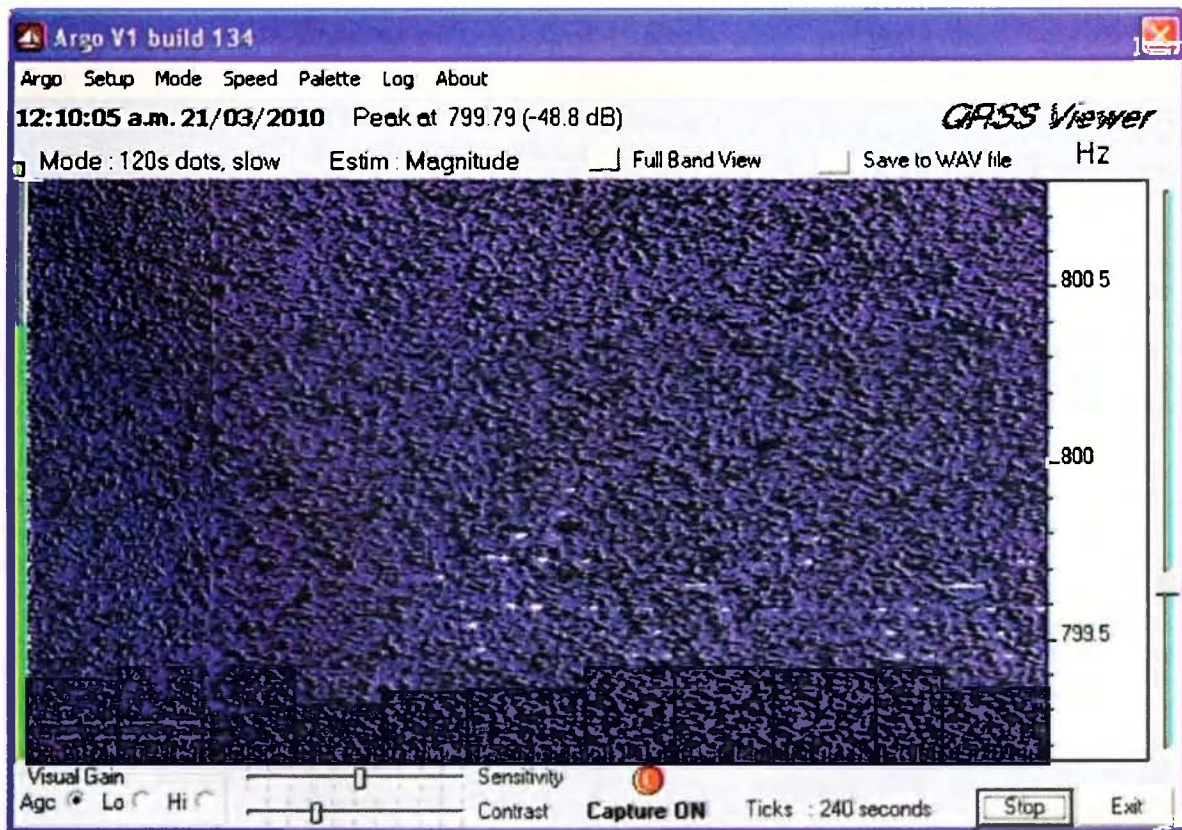 Argo V1 build 134
Argo Setup Mode Speed Palette Log About
12:10:05 a.m. 21/03/2010 Peak at 799.79 (-48.8 dB) QRSS Viewer
Mode : 120s dots, slow Estim : Magnitude Full Band View Save to WAV file Hz
800.5
800
799.5
Visual Gain Sensitivity
Agc Lo Hi Contrast Capture ON Ticks : 240 seconds Stop Exit